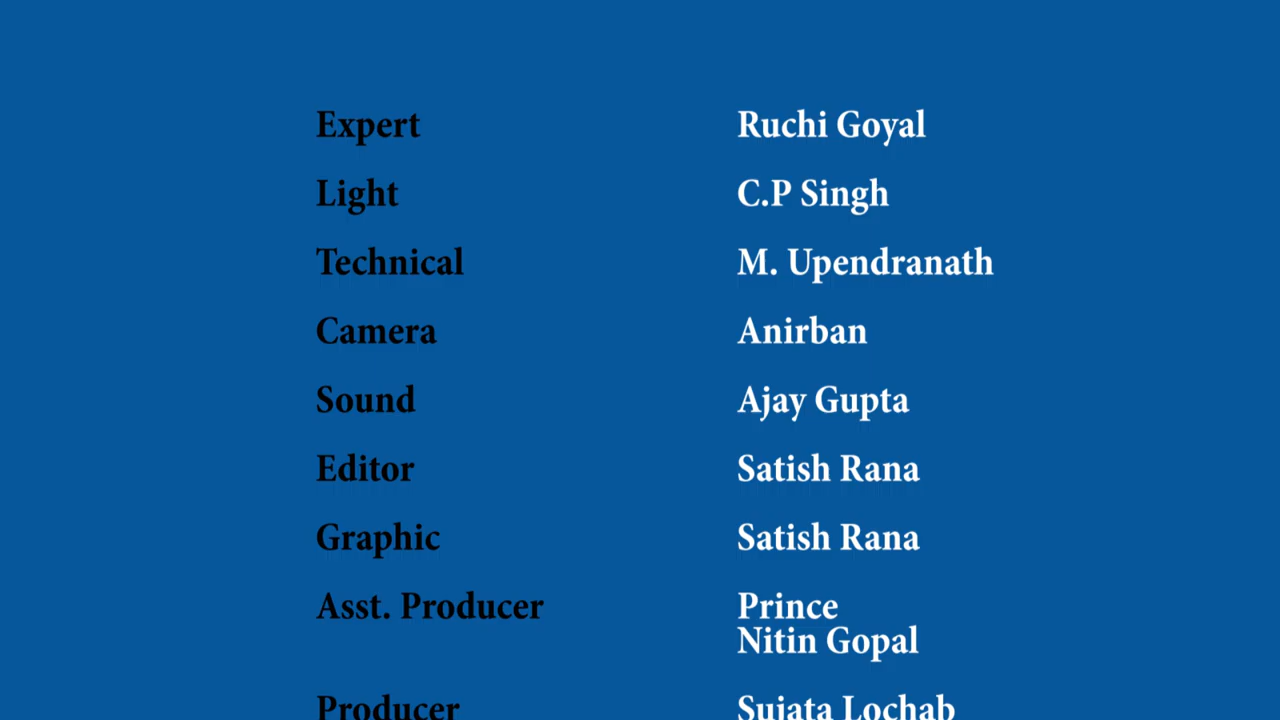 Expert Ruchi Goyal
Light C.P Singh
Technical M. Upendranath
Camera Anirban
Sound Ajay Gupta
Editor Satish Rana
Graphic Satish Rana
Asst. Producer Prince
Nitin Gopal
Producer Sujata Lochab